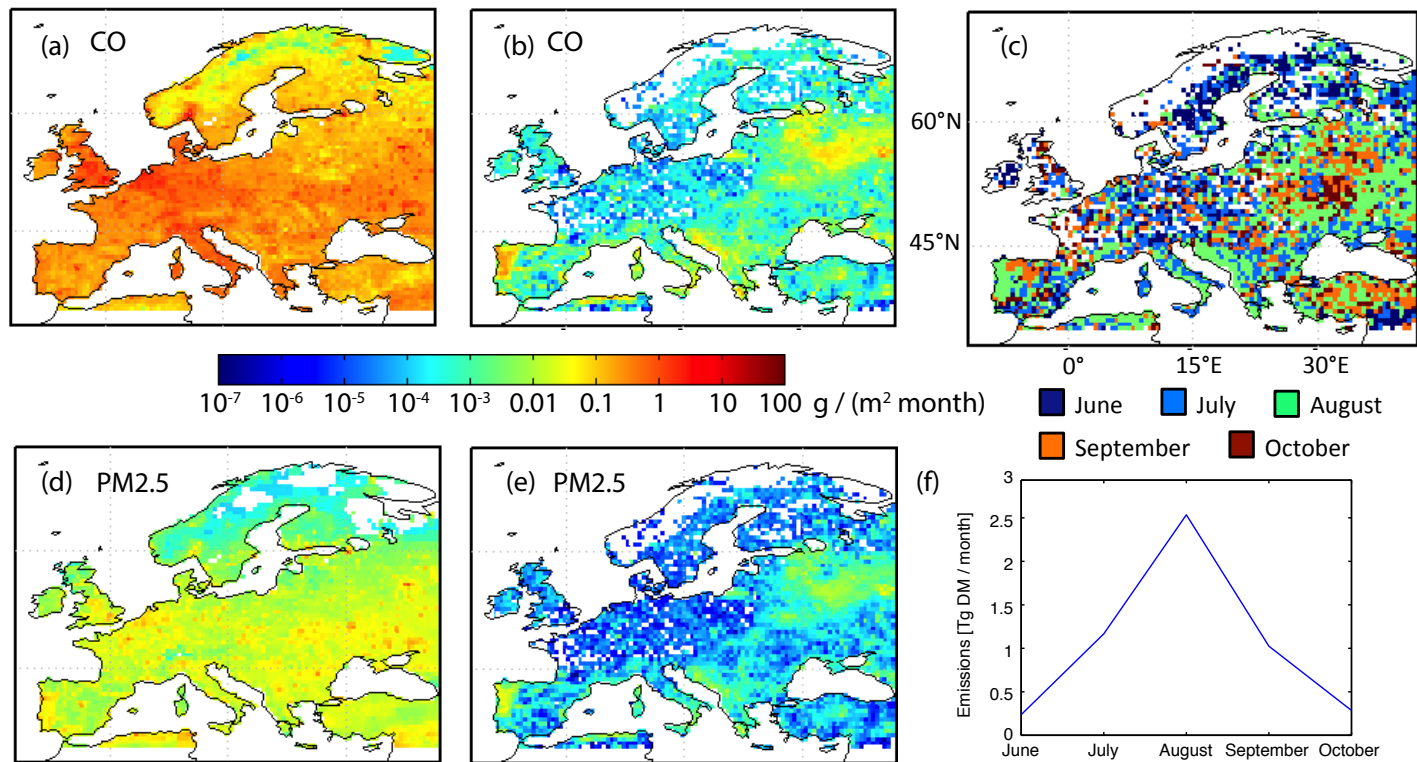 (a) CO
(b) CO
(c)
60°N
45°N
0°
15°E
30°E
10⁻⁷ 10⁻⁶ 10⁻⁵ 10⁻⁴ 10⁻³ 0.01 0.1 1 10 100 g / (m² month)
June July August
September October
(d) PM2.5
(e) PM2.5
(f)
3
2.5
2
1.5
1
0.5
0
Emissions [Tg DM / month]
June July August September October